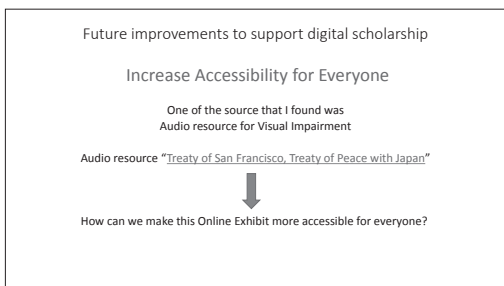 Future improvements to support digital scholarship
Increase Accessibility for Everyone
One of the source that I found was
Audio resource for Visual Impairment
Audio resource “Treaty of San Francisco, Treaty of Peace with Japan”
How can we make this Online Exhibit more accessible for everyone?